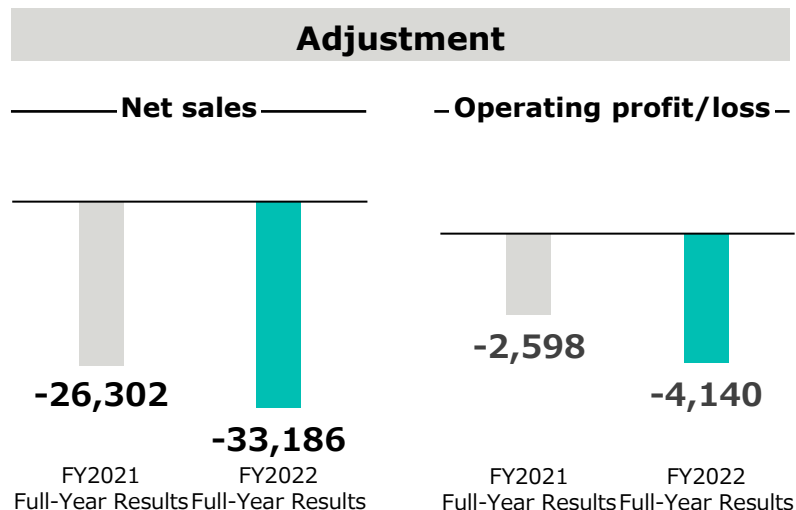 Adjustment
Net sales
-26,302
-33,186
FY2021
Full-Year Results
FY2022
Full-Year Results
Operating profit/loss
-2,598
-4,140
FY2021
Full-Year Results
FY2022
Full-Year Results